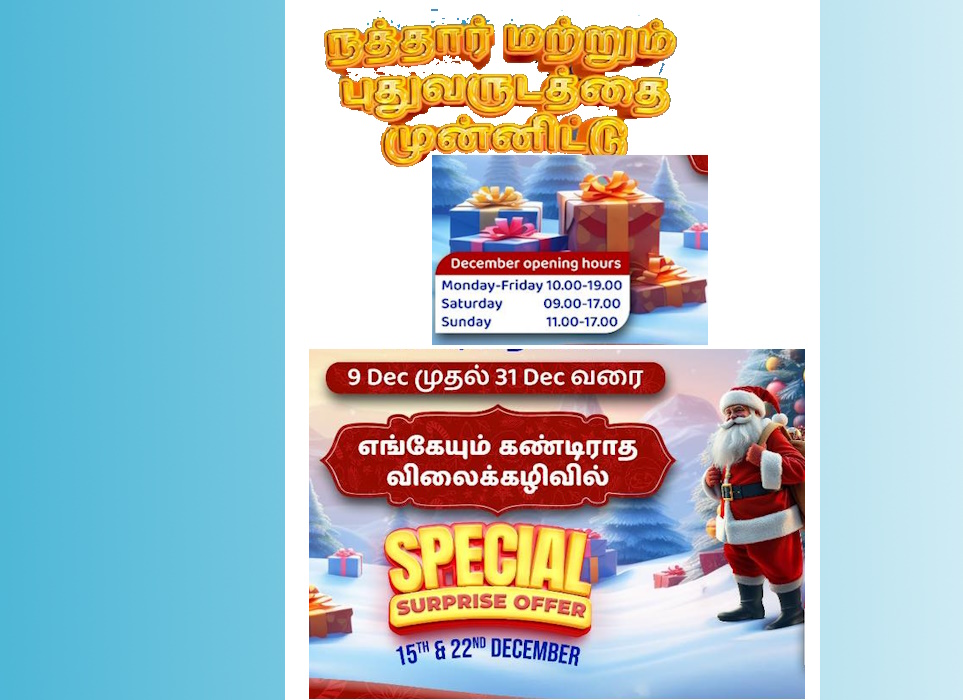 நத்தார் மற்றும்
புதுவருடத்தை
முன்னிட்டு
December opening hours
Monday-Friday 10.00-19.00
Saturday 09.00-17.00
Sunday 11.00-17.00
9 Dec முதல் 31 Dec வரை
எங்கேயும் கண்டிராத
விலைக்கழிவில்
SPECIAL
SURPRISE OFFER
15TH & 22ND DECEMBER